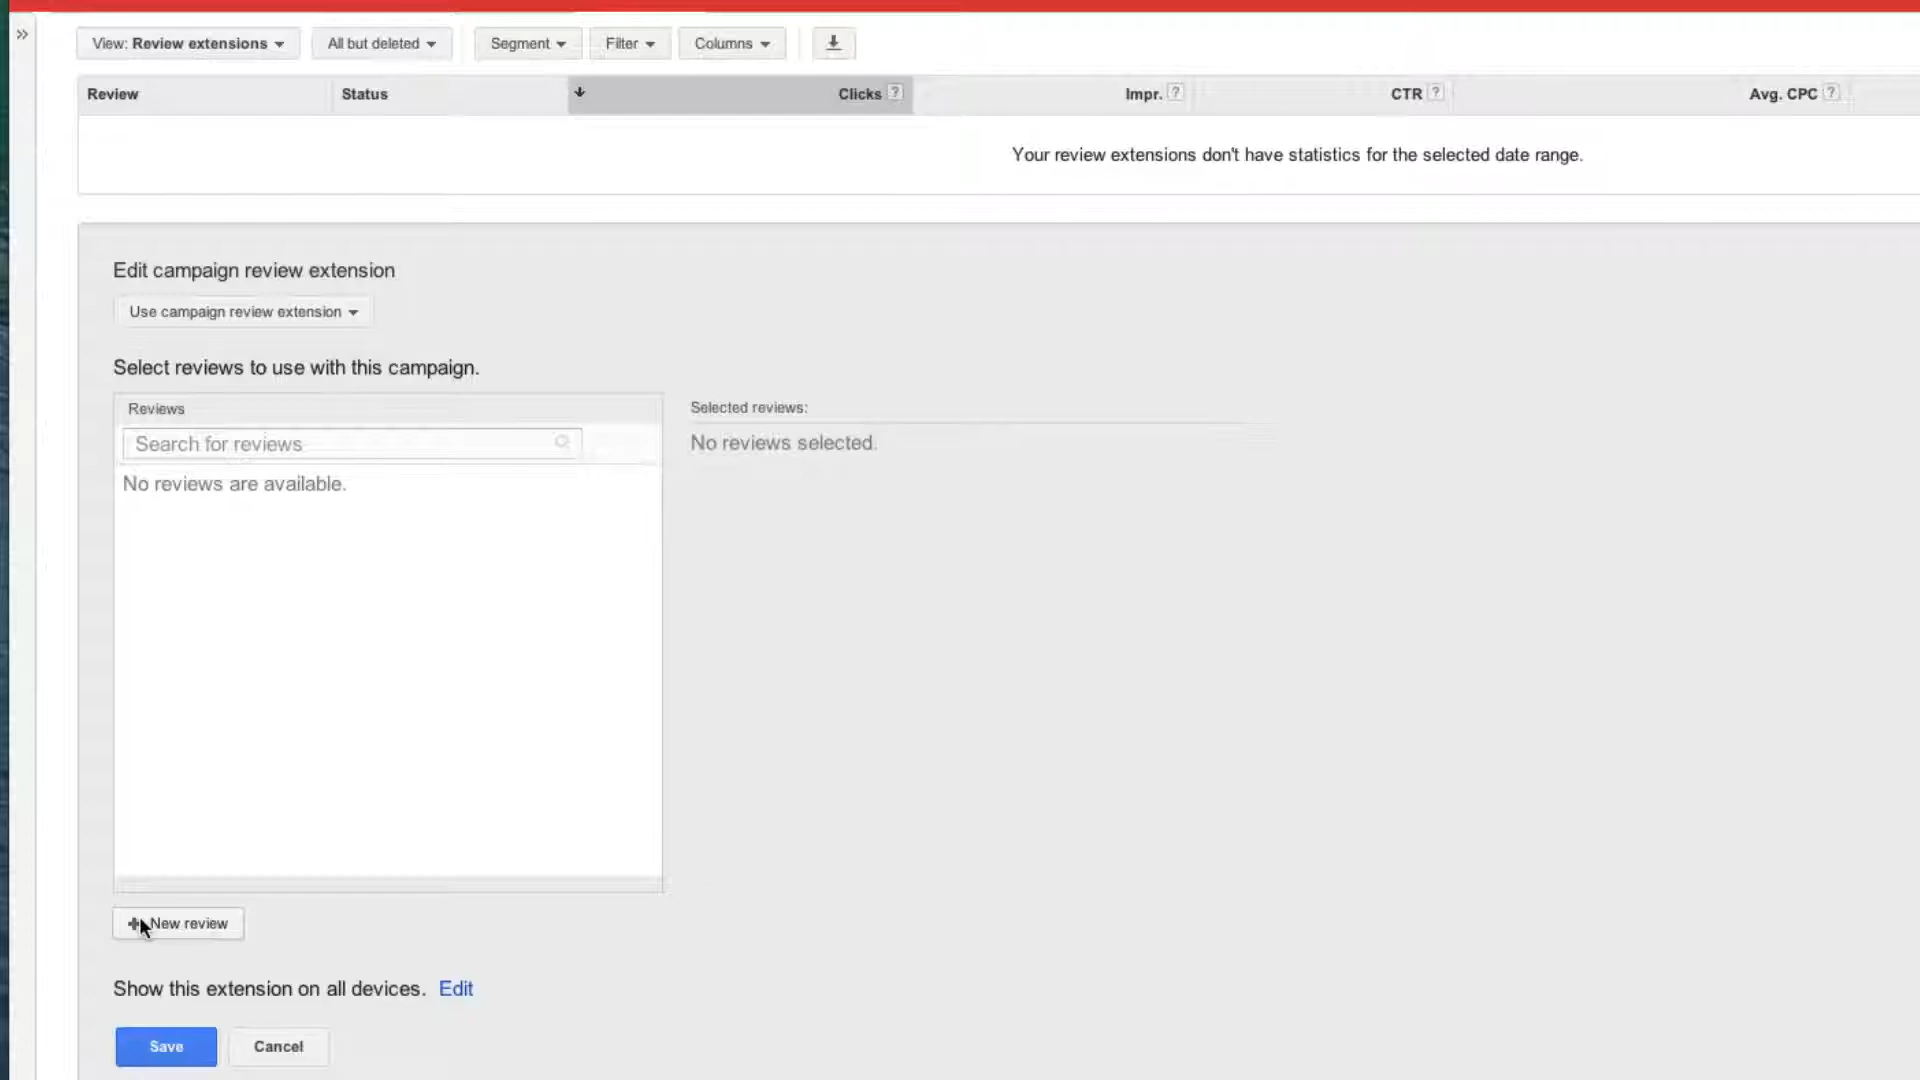 »
View: Review extensions
All but deleted
Segment
Filter
Columns
Review
Status
Clicks ?
Impr. ?
CTR ?
Avg. CPC ?
Your review extensions don't have statistics for the selected date range.
Edit campaign review extension
Use campaign review extension
Select reviews to use with this campaign.
Reviews
Search for reviews
No reviews are available.
Selected reviews:
No reviews selected.
+ New review
Show this extension on all devices. Edit
Save
Cancel